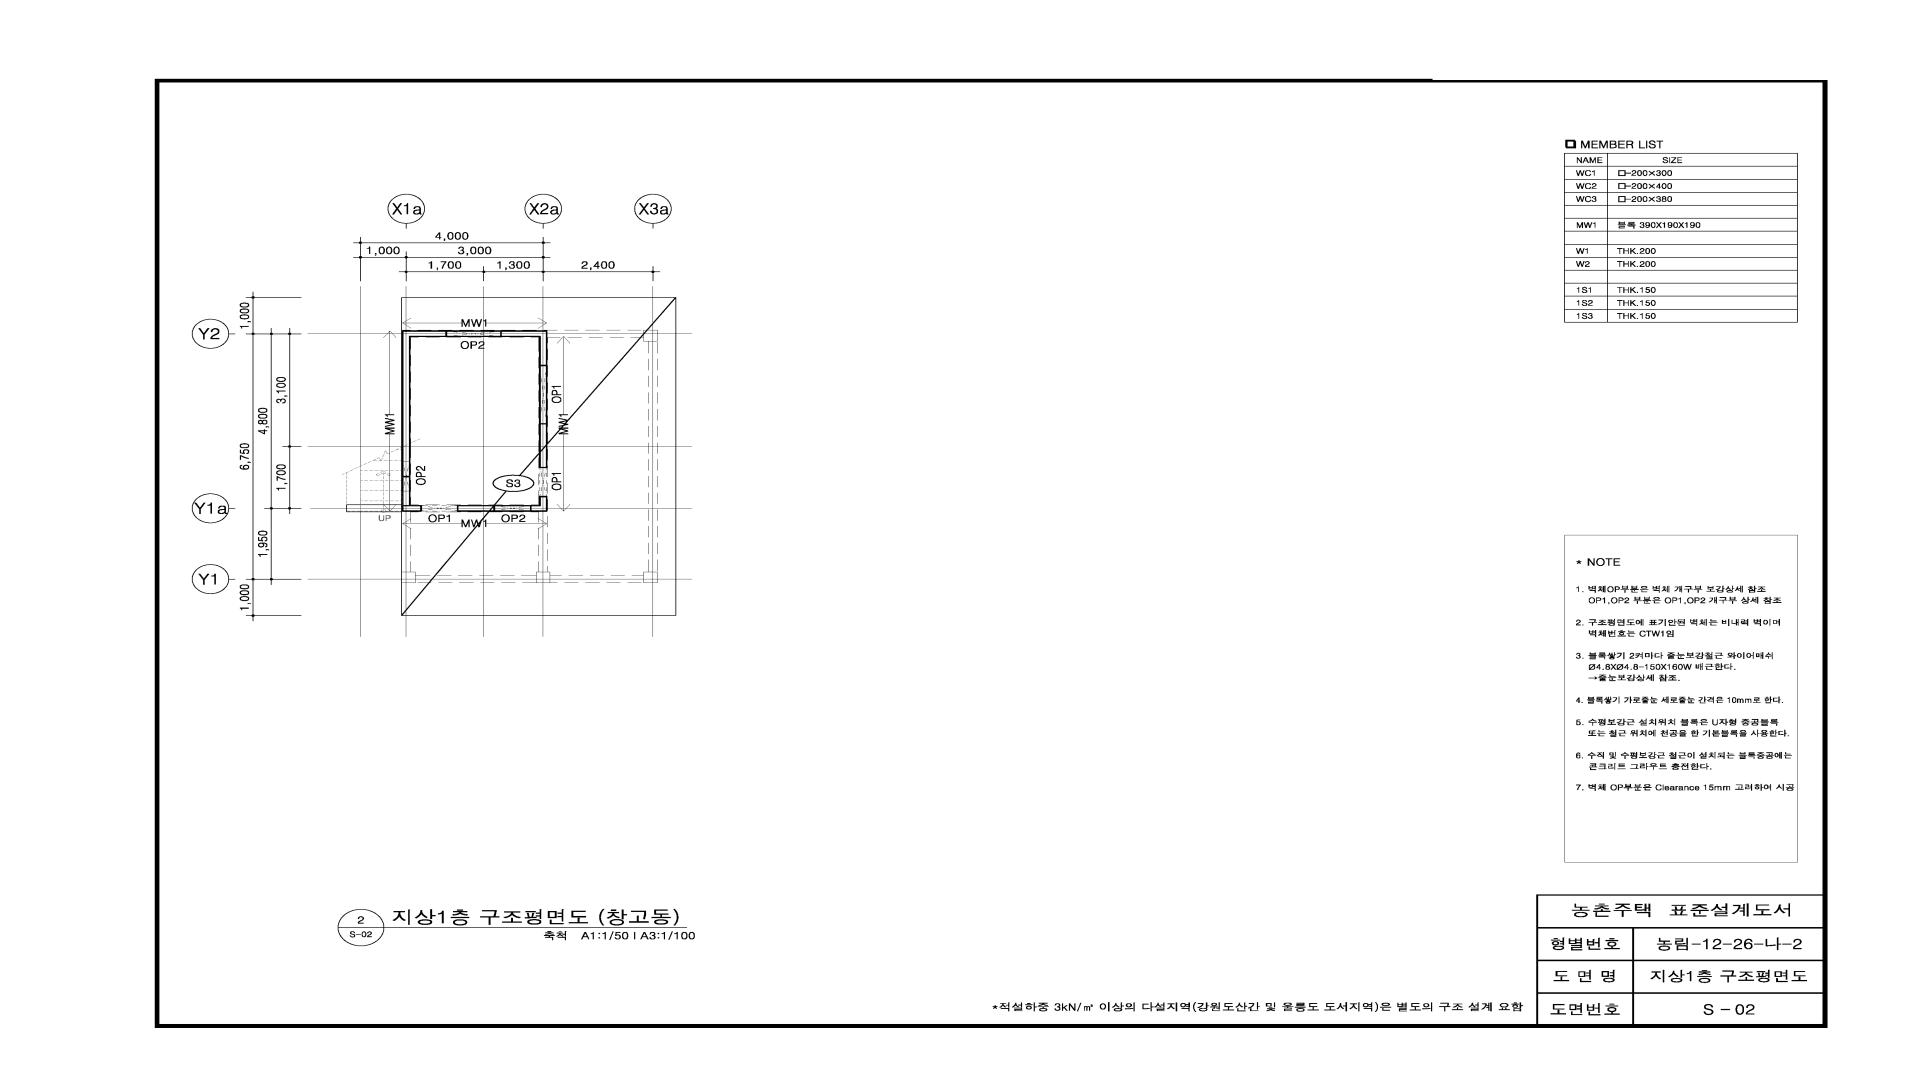 MEMBER LIST
NAME SIZE
WC1 □-200×300
WC2 □-200×400
WC3 □-200×380
MW1 블록 390X190X190
W1 THK.200
W2 THK.200
1S1 THK.150
1S2 THK.150
1S3 THK.150
X1a X2a X3a
4,000
1,000 3,000
1,700 1,300 2,400
1,000
Y2
MW1
OP2
3,100
4,800
6,750
MW1
OP1
MW1
1,700
OP2
S3
OP1
Y1a
UP
OP1 MW1 OP2
1,950
Y1
1,000
* NOTE
1. 벽체OP부분은 벽체 개구부 보강상세 참조
OP1,OP2 부분은 OP1,OP2 개구부 상세 참조
2. 구조평면도에 표기안된 벽체는 비내력 벽이며
벽체번호는 CTW1임
3. 블록쌓기 2켜마다 줄눈보강철근 와이어매쉬
Ø4.8XØ4.8-150X160W 배근한다.
→줄눈보강상세 참조.
4. 블록쌓기 가로줄눈 세로줄눈 간격은 10mm로 한다.
5. 수평보강근 설치위치 블록은 U자형 중공블록
또는 철근 위치에 천공을 한 기본블록을 사용한다.
6. 수직 및 수평보강근 철근이 설치되는 블록중공에는
콘크리트 그라우트 충전한다.
7. 벽체 OP부분은 Clearance 15mm 고려하여 시공
2
S-02
지상1층 구조평면도 (창고동)
축척 A1:1/50 I A3:1/100
*적설하중 3kN/㎡ 이상의 다설지역(강원도산간 및 울릉도 도서지역)은 별도의 구조 설계 요함
농촌주택 표준설계도서
형별번호 농림-12-26-나-2
도 면 명 지상1층 구조평면도
도면번호 S - 02